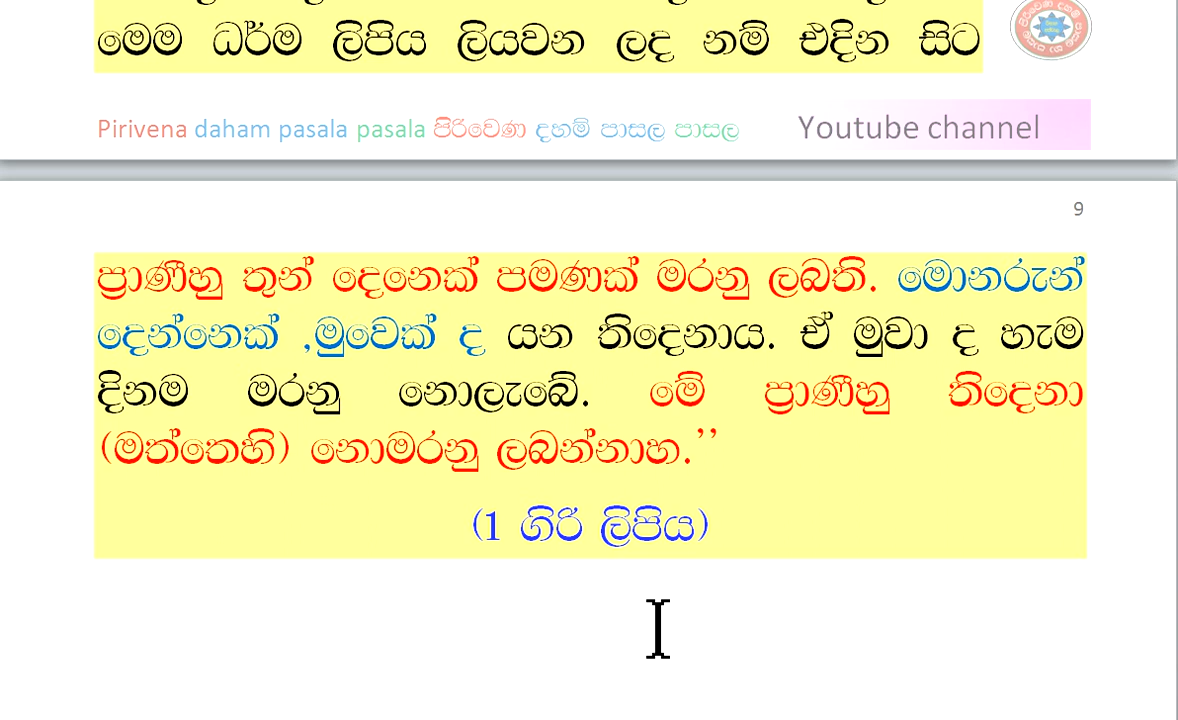 මෙම ධර්ම ලිපිය ලියවන ලද නම් එදින සිට
Pirivena daham pasala pasala පිරිවෙණ දහම් පාසල පාසල Youtube channel
9
ප්‍රාණීහු තුන් දෙනෙක් පමණක් මරනු ලබති. මොනරුන්
දෙන්නෙක් ,මුවෙක් ද යන තිදෙනාය. ඒ මුවා ද හැම
දිනම මරනු නොලැබේ. මේ ප්‍රාණීහු තිදෙනා
(මත්තෙහි) නොමරනු ලබන්නාහ.’’
(1 ගිරි ලිපිය)